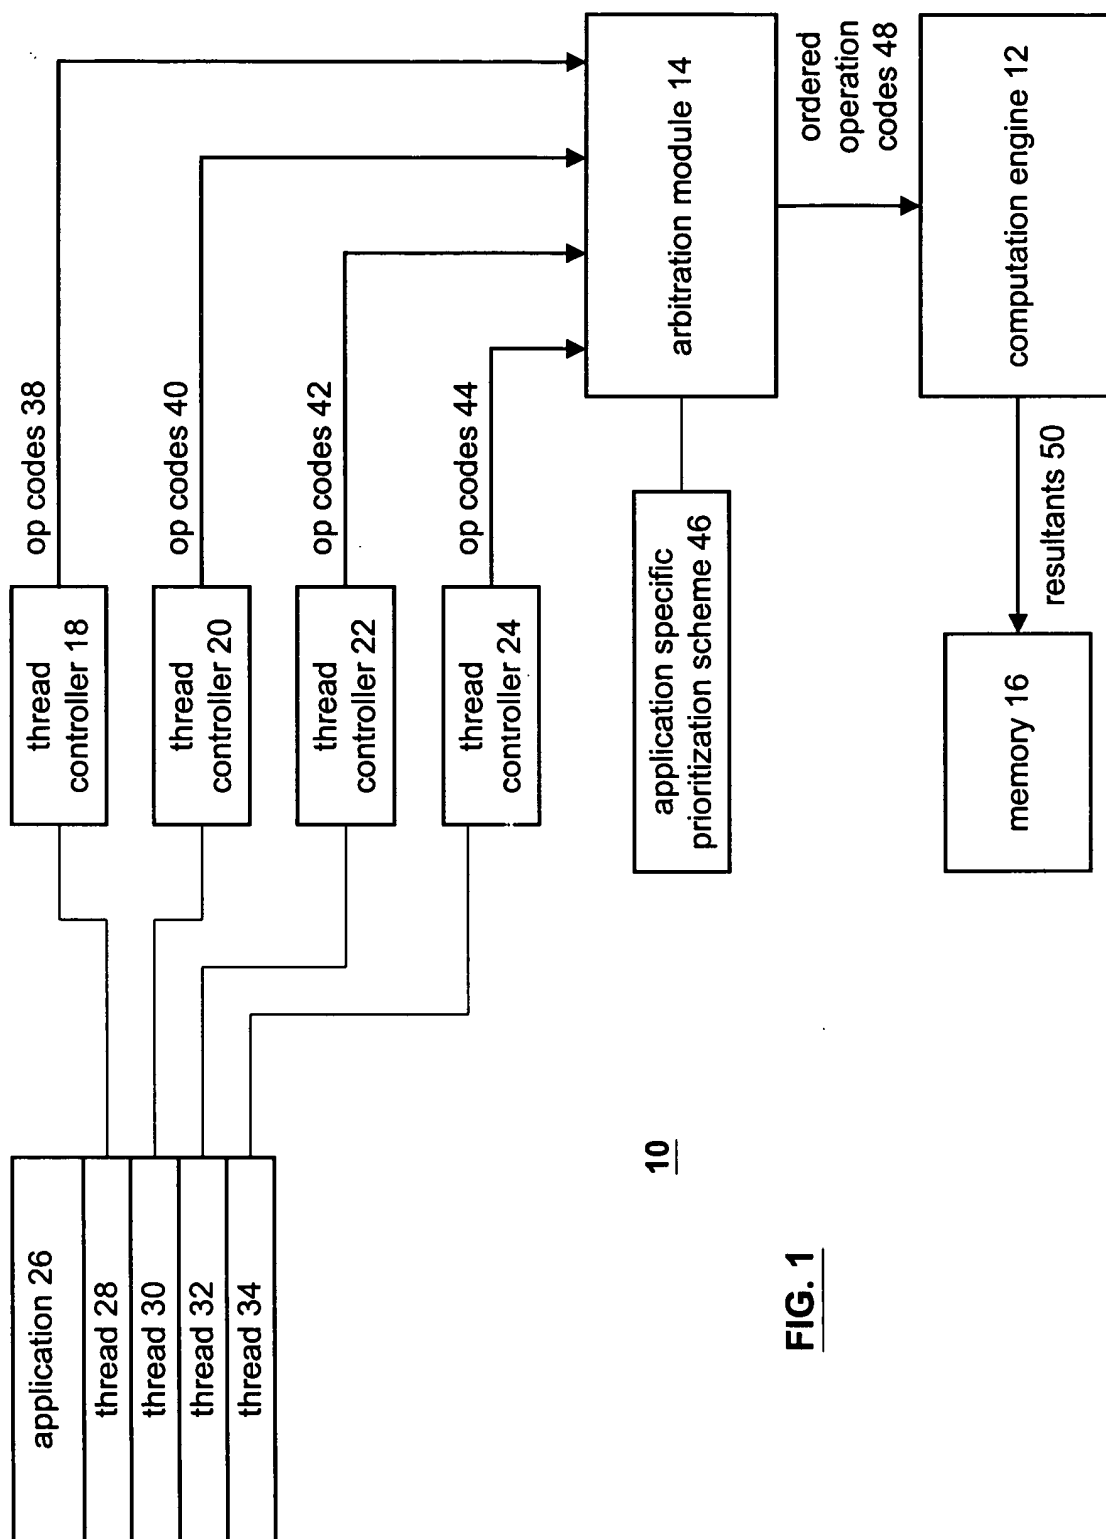 application 26
thread 28
thread 30
thread 32
thread 34
thread
controller 18
thread
controller 20
thread
controller 22
thread
controller 24
op codes 38
op codes 40
op codes 42
op codes 44
application specific
prioritization scheme 46
arbitration module 14
ordered
operation
codes 48
computation engine 12
resultants 50
memory 16
10
FIG. 1